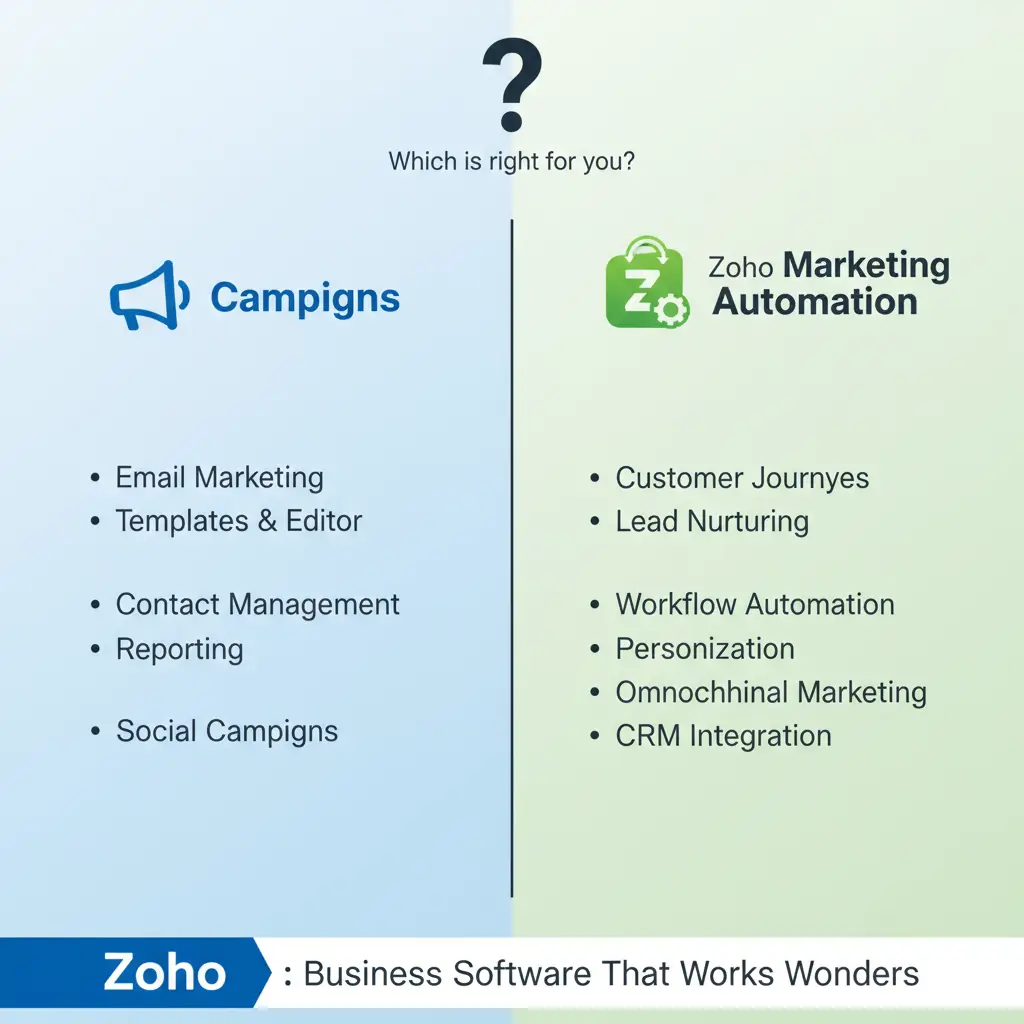 ?
Which is right for you?
Campigns
• Email Marketing
• Templates & Editor
• Contact Management
• Reporting
• Social Campigns
Z
Zoho Marketing
Automation
• Customer Journyes
• Lead Nurturing
• Workflow Automation
• Personization
• Omnochhinal Marketing
• CRM Integration
Zoho : Business Software That Works Wonders